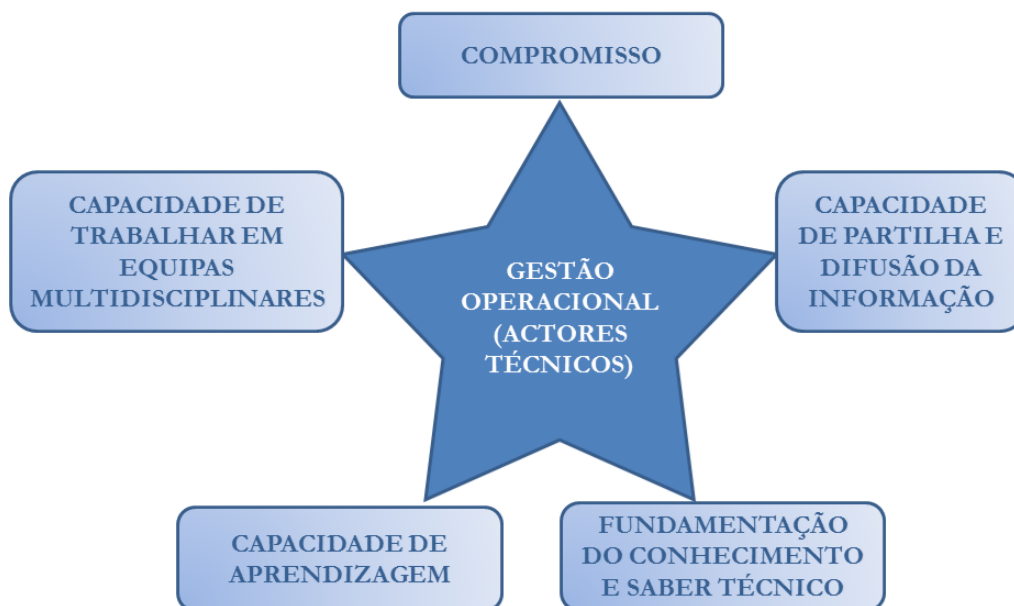 COMPROMISSO
CAPACIDADE DE
TRABALHAR EM
EQUIPAS
MULTIDISCIPLINARES
CAPACIDADE
DE PARTILHA E
DIFUSÃO DA
INFORMAÇÃO
GESTÃO
OPERACIONAL
(ACTORES
TÉCNICOS)
CAPACIDADE DE
APRENDIZAGEM
FUNDAMENTAÇÃO
DO CONHECIMENTO
E SABER TÉCNICO